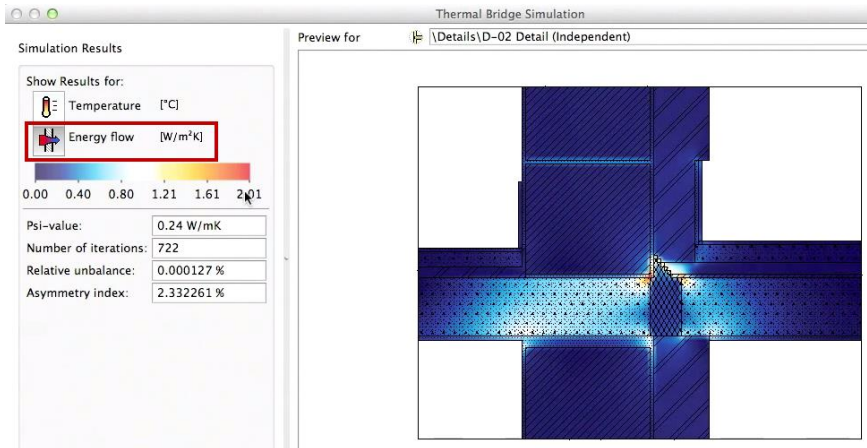 Thermal Bridge Simulation
Simulation Results
Preview for
\Details\D-02 Detail (Independent)
Show Results for:
Temperature [°C]
Energy flow [W/m²K]
0.00 0.40 0.80 1.21 1.61 2.01
Psi-value: 0.24 W/mK
Number of iterations: 722
Relative unbalance: 0.000127 %
Asymmetry index: 2.332261 %